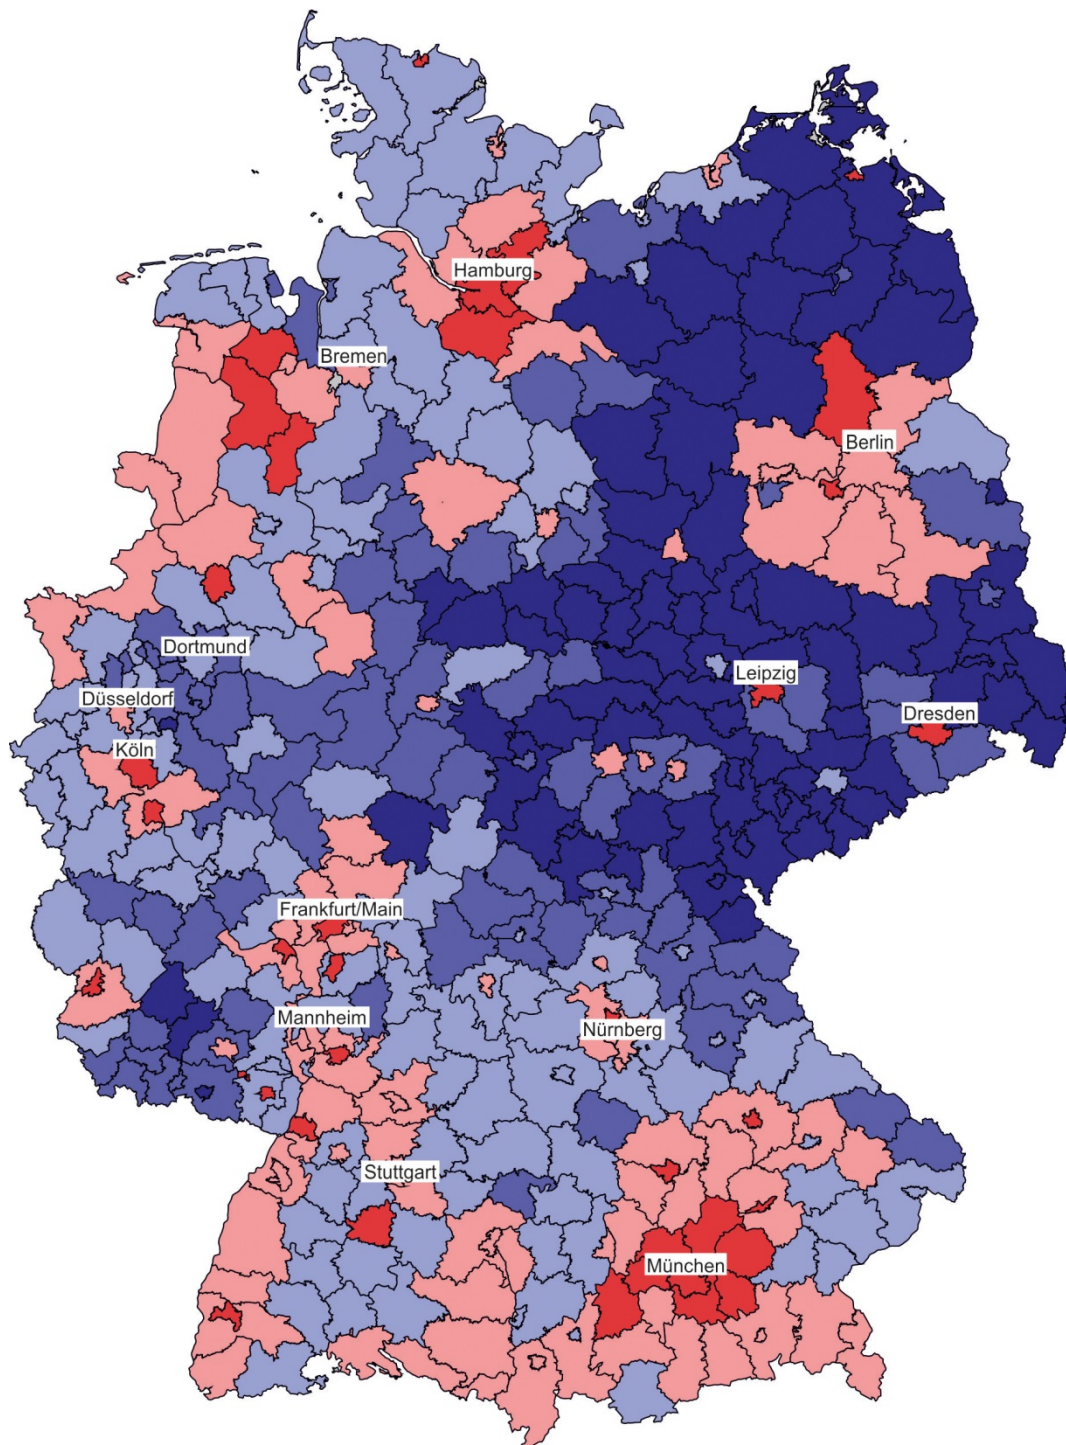 Hamburg
Bremen
Berlin
Dortmund
Leipzig
Düsseldorf
Dresden
Köln
Frankfurt/Main
Mannheim
Nürnberg
Stuttgart
München